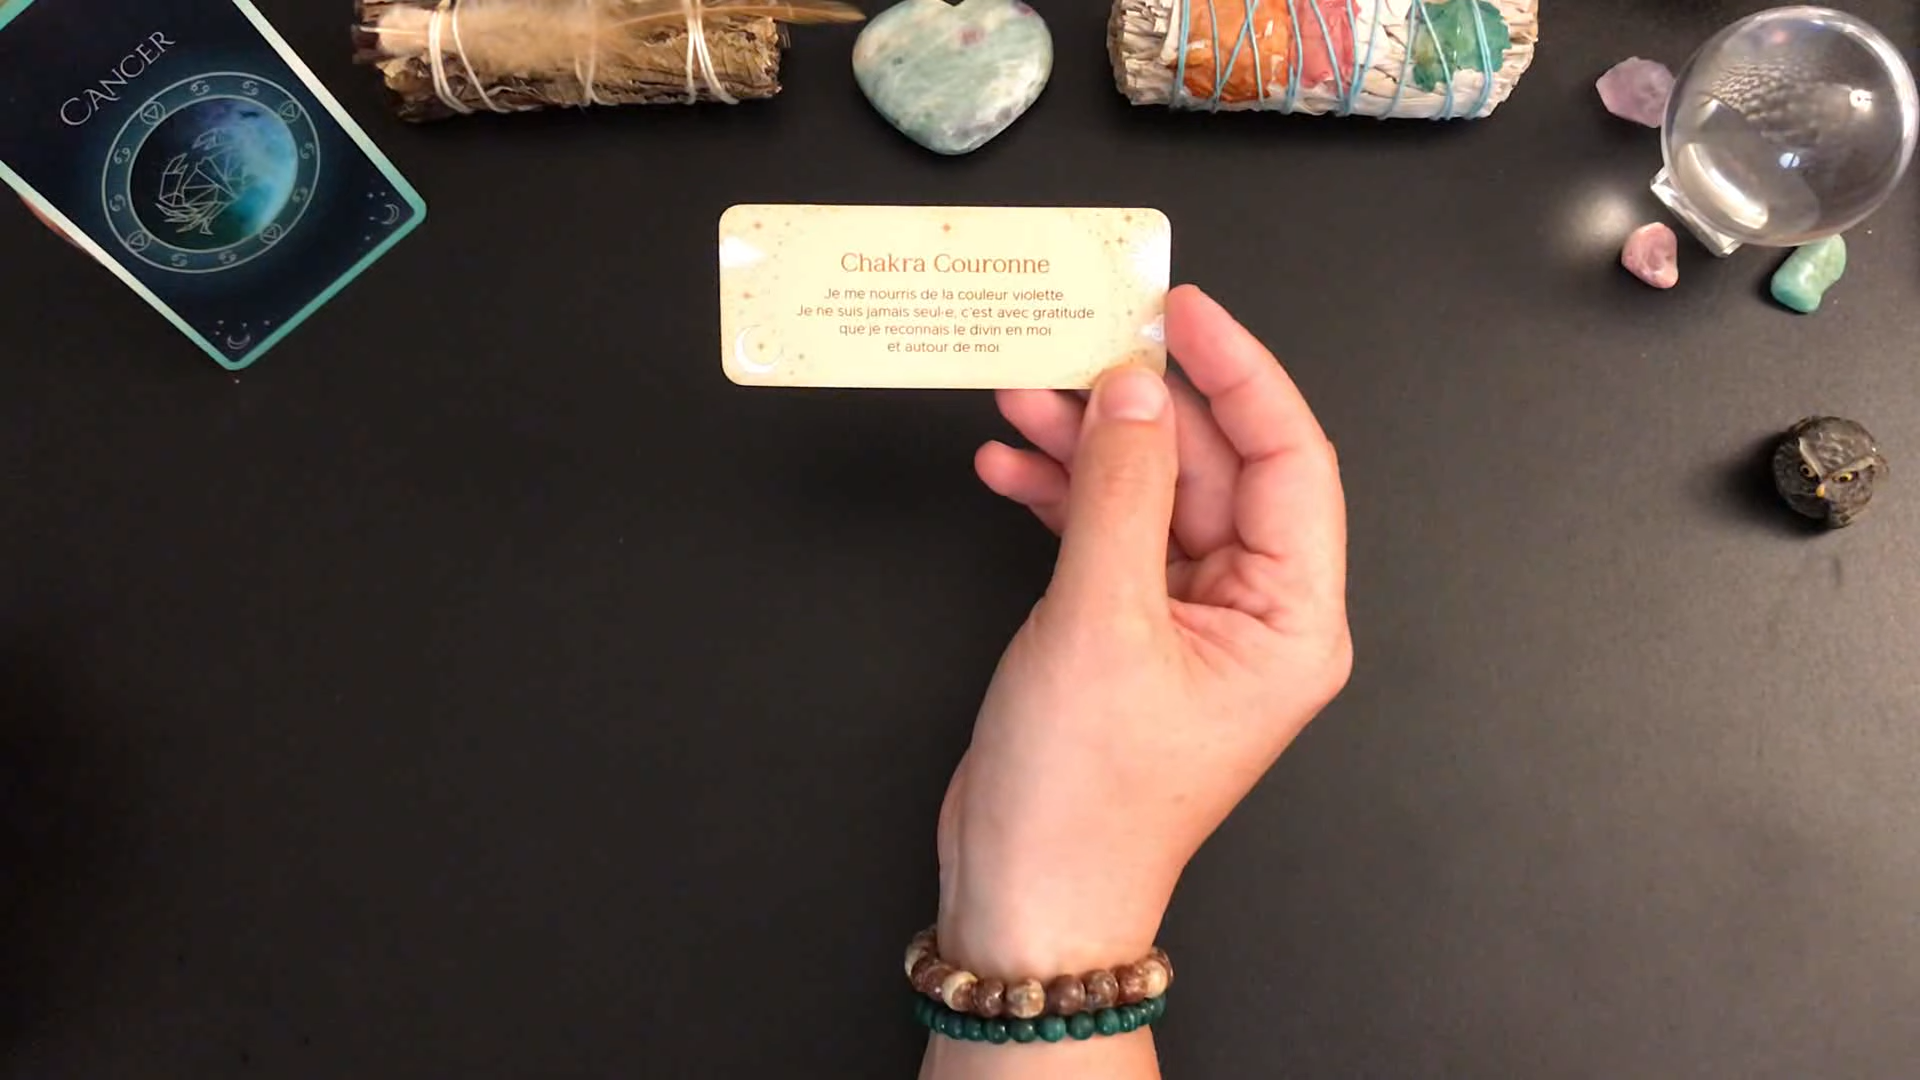 CANCER
Chakra Couronne
Je me nourris de la couleur violette
Je ne suis jamais seul·e, c'est avec gratitude
que je reconnais le divin en moi
et autour de moi